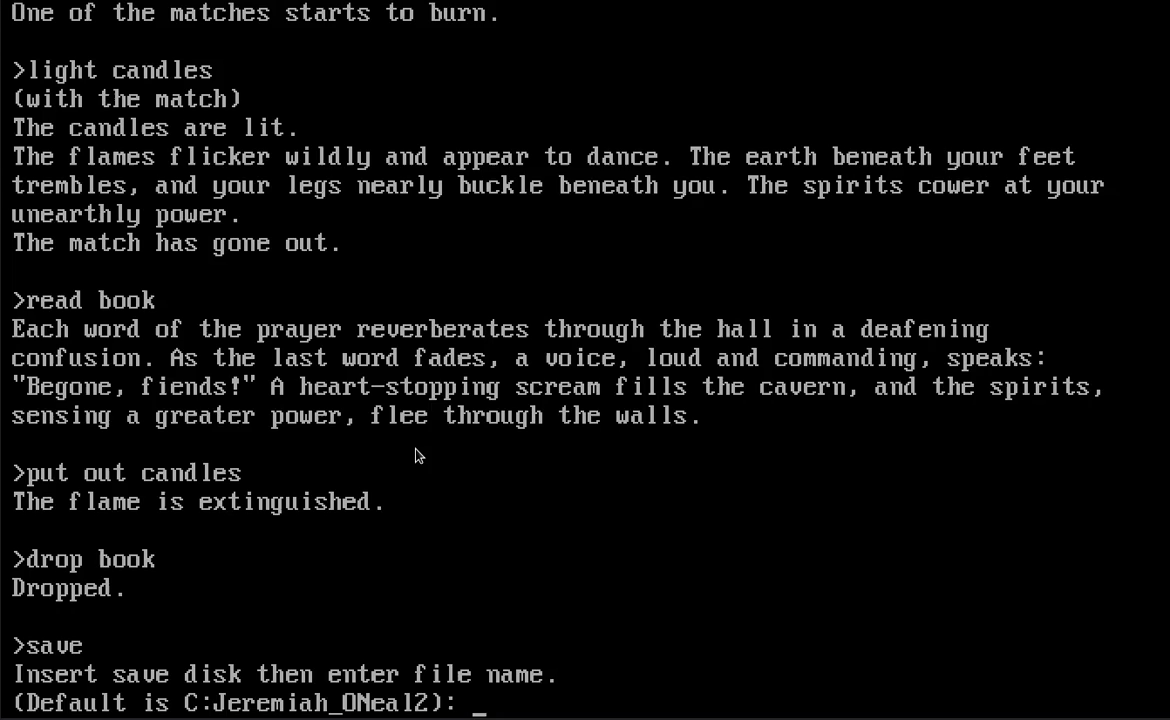 One of the matches starts to burn.
>light candles
(with the match)
The candles are lit.
The flames flicker wildly and appear to dance. The earth beneath your feet
trembles, and your legs nearly buckle beneath you. The spirits cower at your
unearthly power.
The match has gone out.
>read book
Each word of the prayer reverberates through the hall in a deafening
confusion. As the last word fades, a voice, loud and commanding, speaks:
"Begone, fiends!" A heart-stopping scream fills the cavern, and the spirits,
sensing a greater power, flee through the walls.
>put out candles
The flame is extinguished.
>drop book
Dropped.
>save
Insert save disk then enter file name.
(Default is C:Jeremiah_ONeal2): _